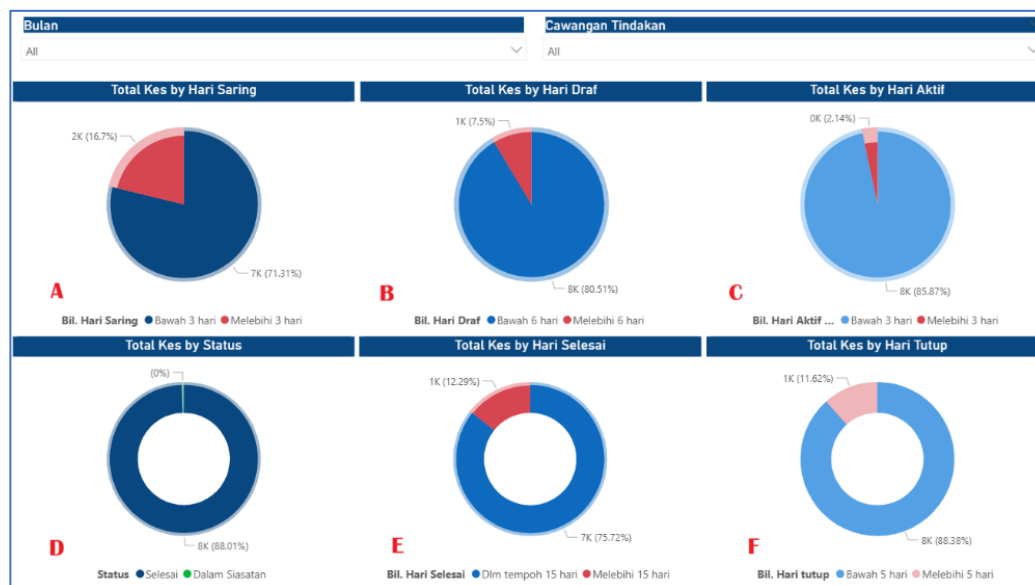 Bulan
Cawangan Tindakan
All
All
Total Kes by Hari Saring
Total Kes by Hari Draf
Total Kes by Hari Aktif
2K (16.7%)
7K (71.31%)
A
Bil. Hari Saring Bawah 3 hari Melebihi 3 hari
1K (7.5%)
8K (80.51%)
B
Bil. Hari Draf Bawah 6 hari Melebihi 6 hari
0K (2.14%)
8K (85.87%)
C
Bil. Hari Aktif ... Bawah 3 hari Melebihi 3 hari
Total Kes by Status
Total Kes by Hari Selesai
Total Kes by Hari Tutup
(0%)
8K (88.01%)
D
Status Selesai Dalam Siasatan
1K (12.29%)
7K (75.72%)
E
Bil. Hari Selesai Dlm tempoh 15 hari Melebihi 15 hari
1K (11.62%)
8K (88.38%)
F
Bil. Hari tutup Bawah 5 hari Melebihi 5 hari